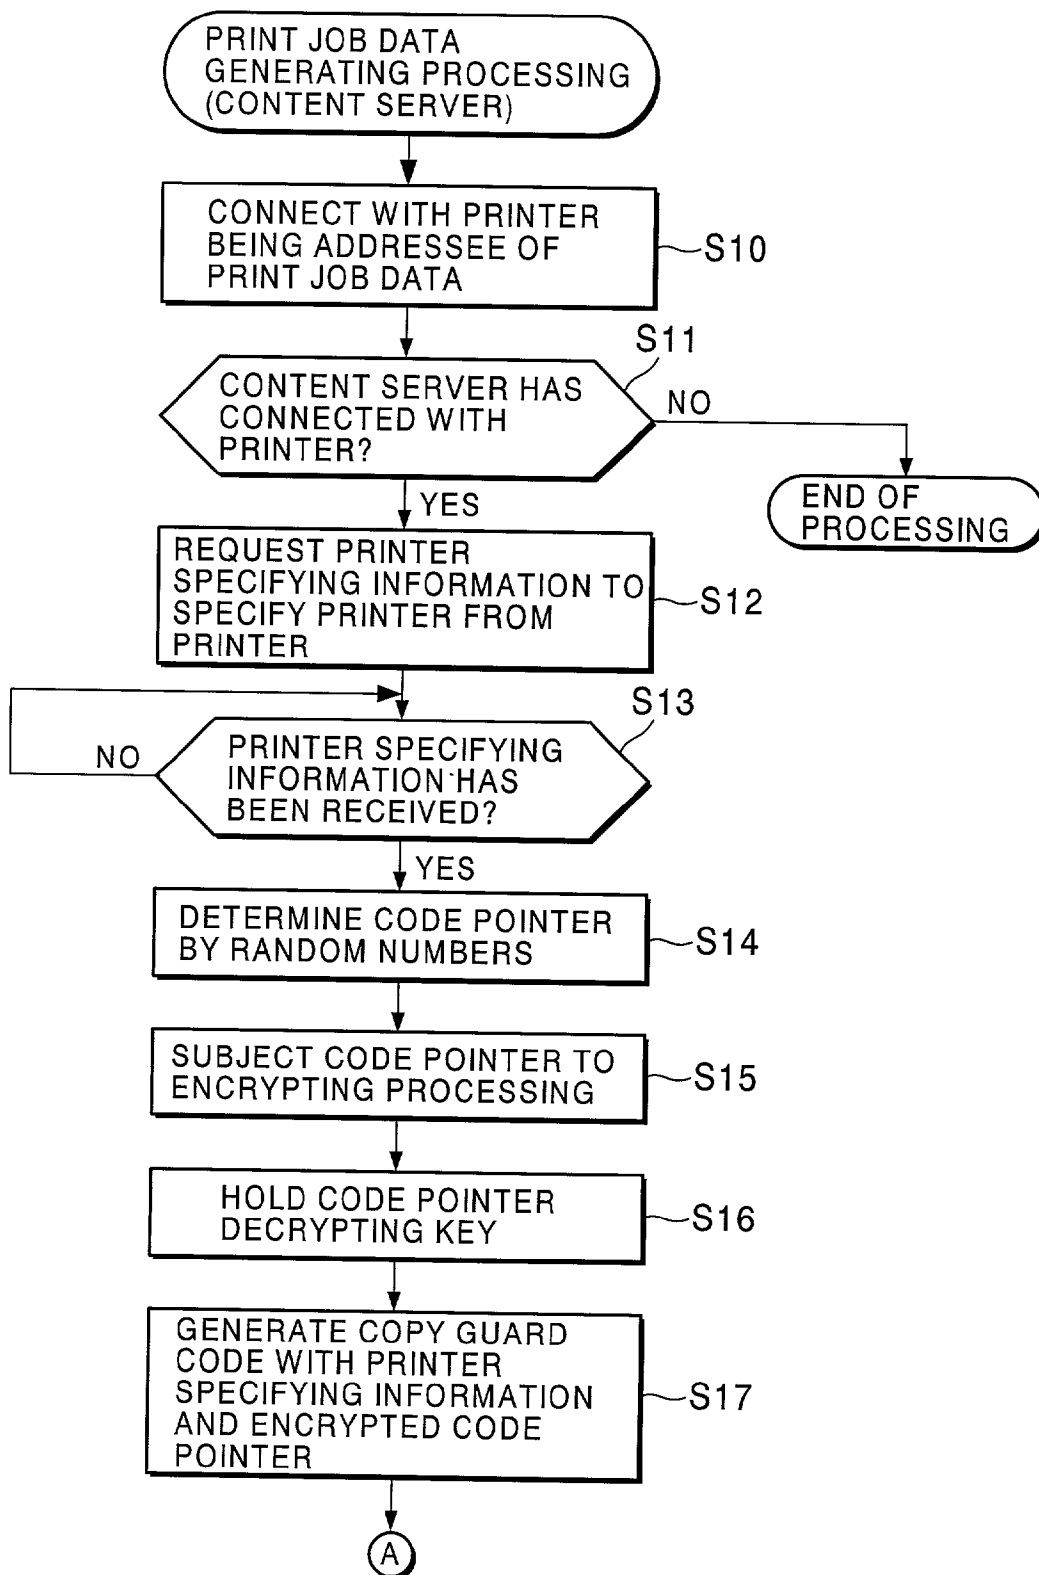 PRINT JOB DATA
GENERATING PROCESSING
(CONTENT SERVER)
CONNECT WITH PRINTER
BEING ADDRESSEE OF
PRINT JOB DATA
S10
S11
CONTENT SERVER HAS
CONNECTED WITH
PRINTER?
NO
YES
END OF
PROCESSING
REQUEST PRINTER
SPECIFYING INFORMATION TO
SPECIFY PRINTER FROM
PRINTER
S12
S13
NO
PRINTER SPECIFYING
INFORMATION HAS
BEEN RECEIVED?
YES
DETERMINE CODE POINTER
BY RANDOM NUMBERS
S14
SUBJECT CODE POINTER TO
ENCRYPTING PROCESSING
S15
HOLD CODE POINTER
DECRYPTING KEY
S16
GENERATE COPY GUARD
CODE WITH PRINTER
SPECIFYING INFORMATION
AND ENCRYPTED CODE
POINTER
S17
A